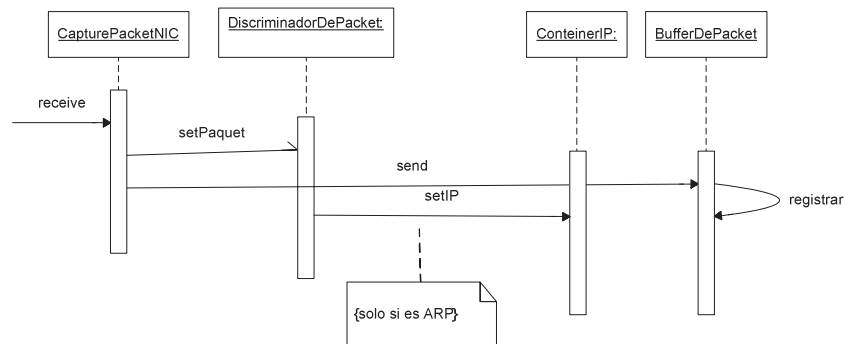 CapturePacketNIC
DiscriminadorDePacket:
ConteinerIP:
BufferDePacket
receive
setPaquet
send
setIP
registrar
{solo si es ARP}